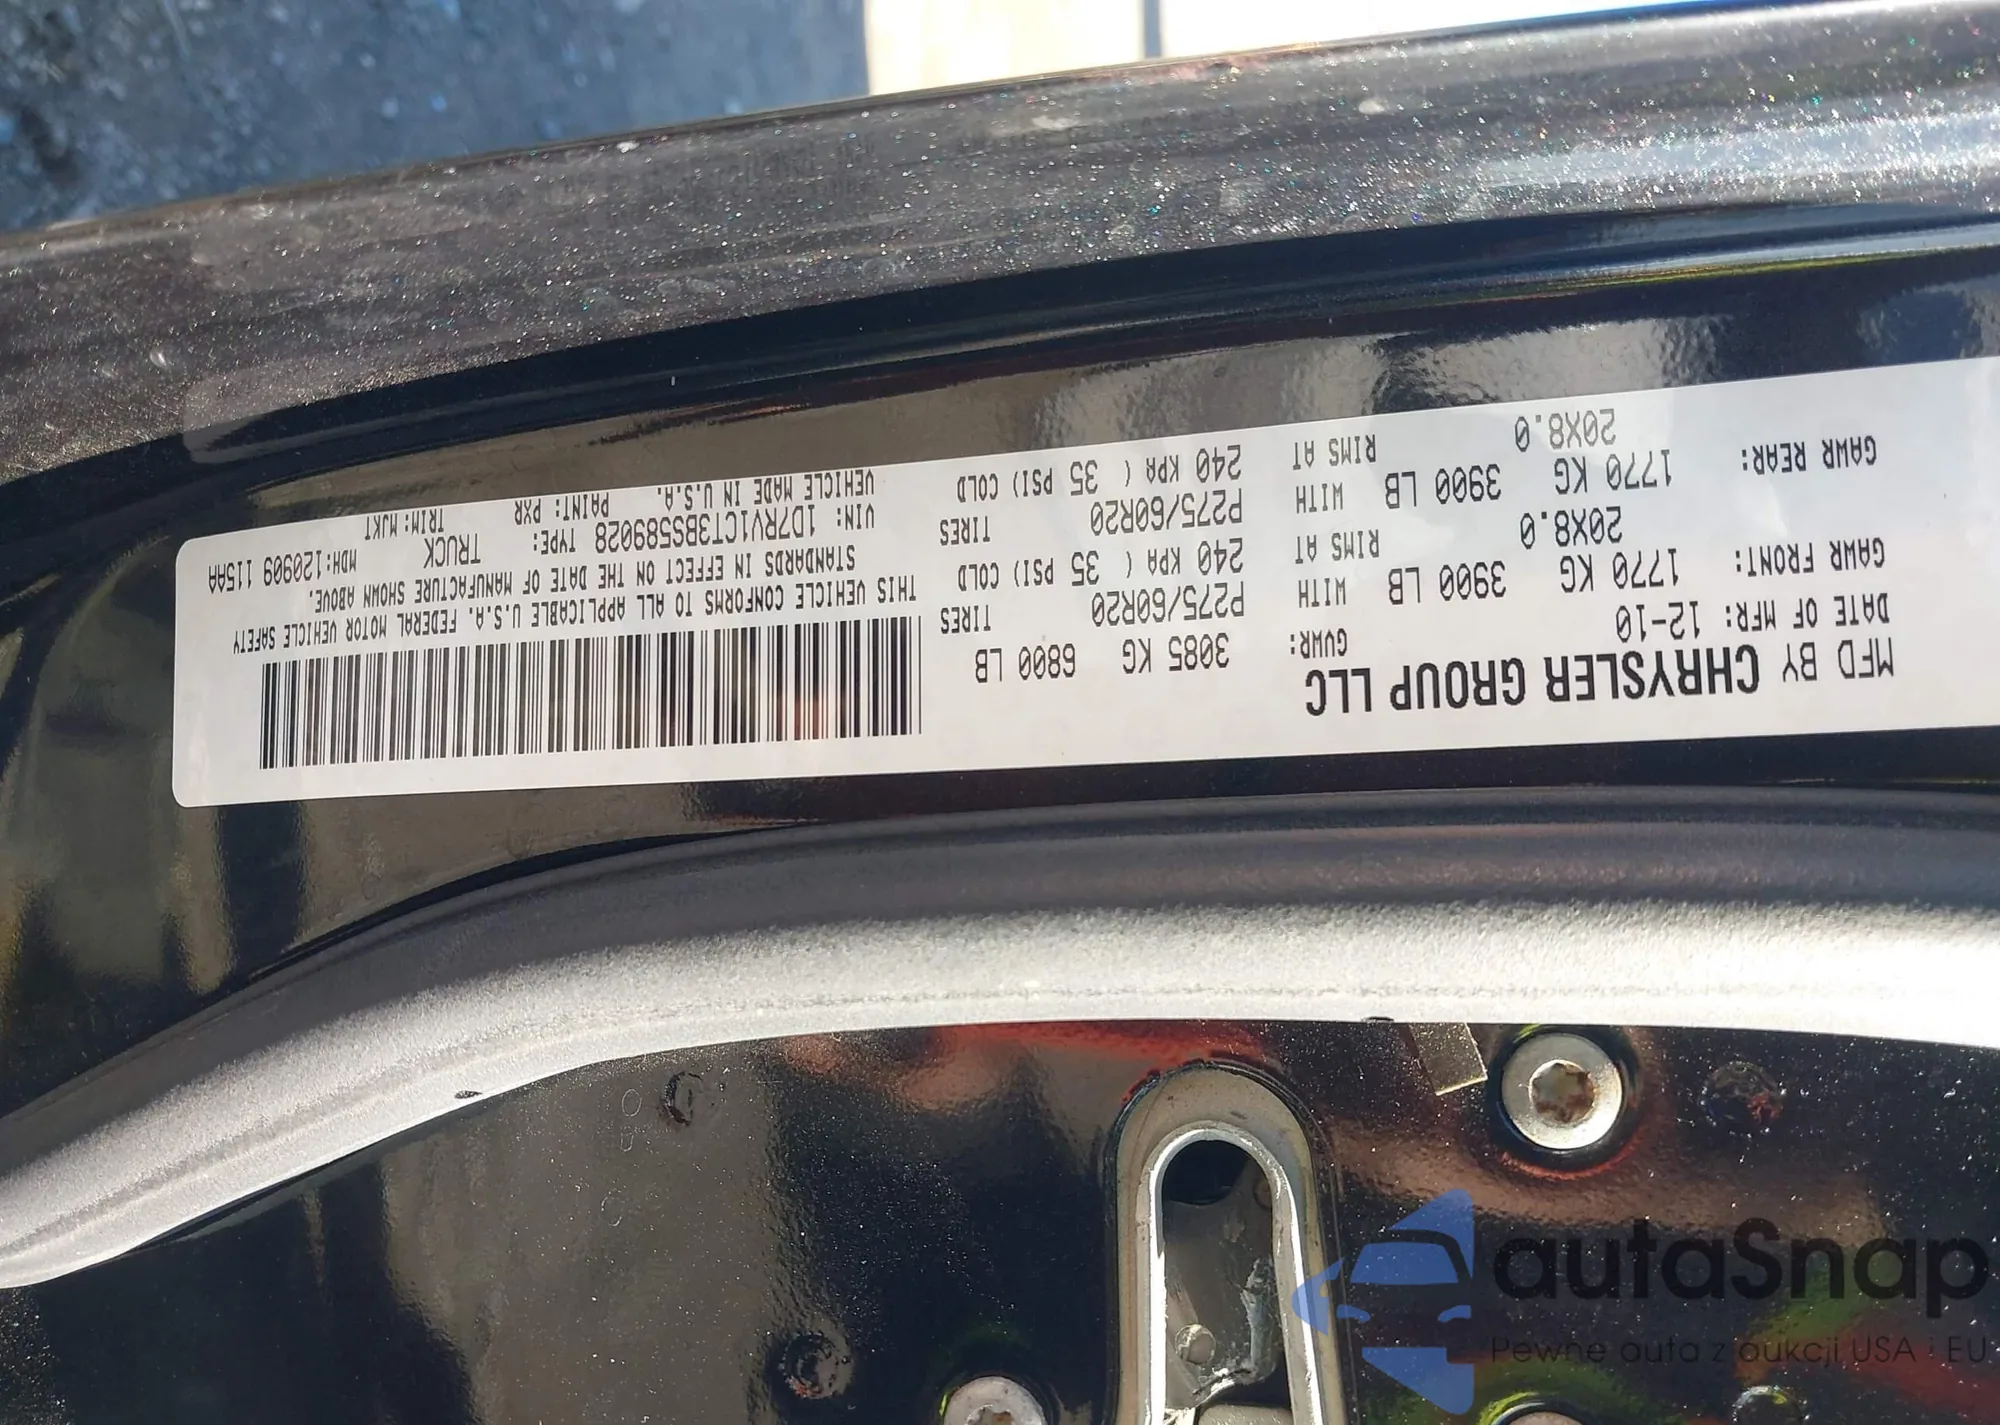 MFD BY CHRYSLER GROUP LLC
DATE OF MFR: 12-10 GVWR: 3085 KG 6800 LB
GAWR FRONT: WITH TIRES
1770 KG 3900 LB P275/60R20
RIMS AT
20X8.0 240 KPA ( 35 PSI) COLD
GAWR REAR: WITH TIRES
1770 KG 3900 LB P275/60R20
RIMS AT
20X8.0 240 KPA ( 35 PSI) COLD
THIS VEHICLE CONFORMS TO ALL APPLICABLE U.S.A. FEDERAL MOTOR VEHICLE SAFETY
STANDARDS IN EFFECT ON THE DATE OF MANUFACTURE SHOWN ABOVE.
VIN: 1D7RV1CT3BS589028 TYPE: TRUCK MDH: 120909 115AA
VEHICLE MADE IN U.S.A. PAINT: PXR TRIM: MJKT
autaSnap
Pewne auta z aukcji USA i EU